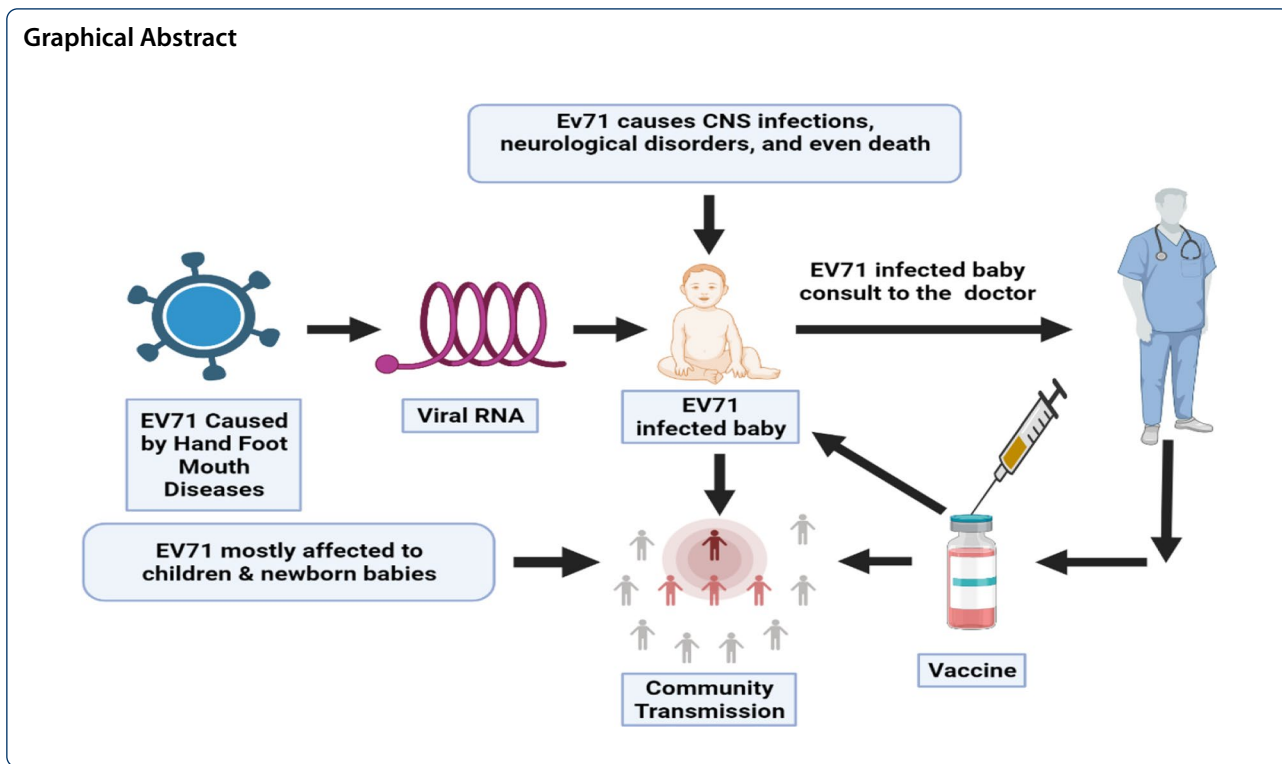 Graphical Abstract
Ev71 causes CNS infections,
neurological disorders, and even death
EV71 infected baby
consult to the doctor
EV71 Caused
by Hand Foot
Mouth
Diseases
Viral RNA
EV71
infected baby
EV71 mostly affected to
children & newborn babies
Community
Transmission
Vaccine